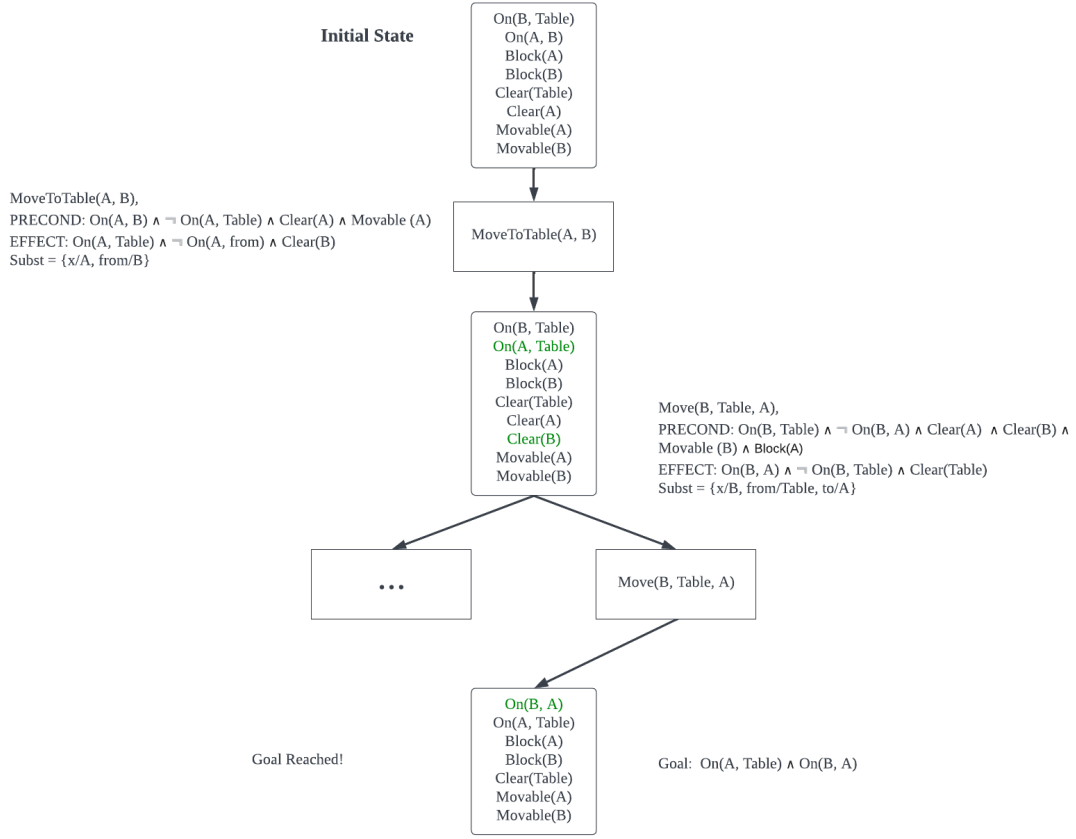 Initial State
On(B, Table)
On(A, B)
Block(A)
Block(B)
Clear(Table)
Clear(A)
Movable(A)
Movable(B)
MoveToTable(A, B),
PRECOND: On(A, B) ∧ ¬ On(A, Table) ∧ Clear(A) ∧ Movable (A)
EFFECT: On(A, Table) ∧ ¬ On(A, from) ∧ Clear(B)
Subst = {x/A, from/B}
MoveToTable(A, B)
On(B, Table)
On(A, Table)
Block(A)
Block(B)
Clear(Table)
Clear(A)
Clear(B)
Movable(A)
Movable(B)
Move(B, Table, A),
PRECOND: On(B, Table) ∧ ¬ On(B, A) ∧ Clear(A) ∧ Clear(B) ∧
Movable (B) ∧ Block(A)
EFFECT: On(B, A) ∧ ¬ On(B, Table) ∧ Clear(Table)
Subst = {x/B, from/Table, to/A}
...
Move(B, Table, A)
On(B, A)
On(A, Table)
Block(A)
Block(B)
Clear(Table)
Movable(A)
Movable(B)
Goal Reached!
Goal: On(A, Table) ∧ On(B, A)